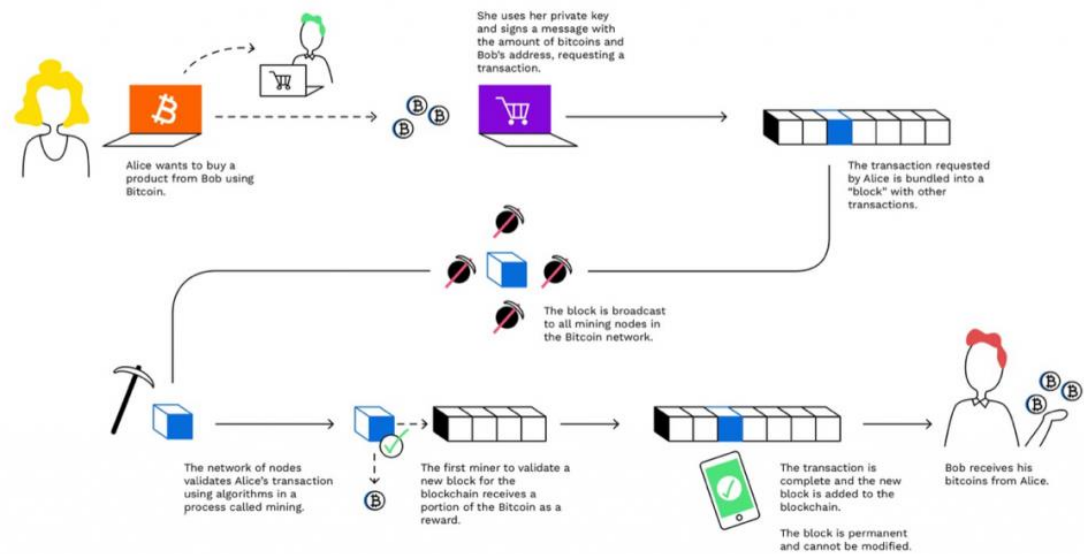 She uses her private key
and signs a message with
the amount of bitcoins and
Bob's address, requesting a
transaction.
Alice wants to buy a
product from Bob using
Bitcoin.
The transaction requested
by Alice is bundled into a
"block" with other
transactions.
The block is broadcast
to all mining nodes in
the Bitcoin network.
The network of nodes
validates Alice's transaction
using algorithms in a
process called mining.
The first miner to validate a
new block for the
blockchain receives a
portion of the Bitcoin as a
reward.
The transaction is
complete and the new
block is added to the
blockchain.
The block is permanent
and cannot be modified.
Bob receives his
bitcoins from Alice.